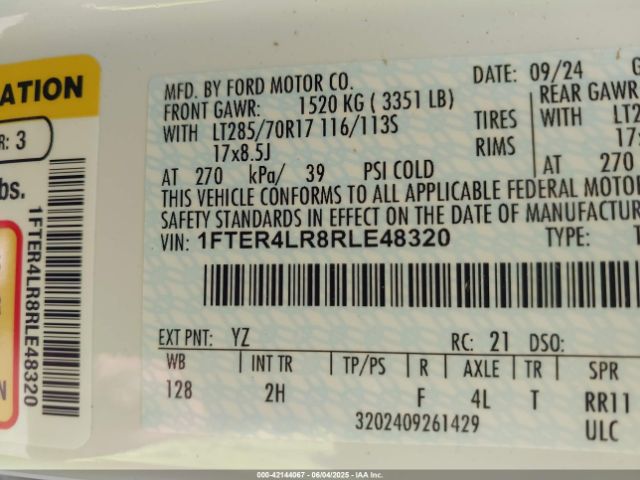 ATION
R: 3
bs.
1FTER4LR8RLE48320
N
MFD. BY FORD MOTOR CO.
DATE: 09/24
FRONT GAWR: 1520 KG ( 3351 LB)
REAR GAWR
WITH LT285/70R17 116/113S TIRES
WITH LT2
17x8.5J RIMS
17x
AT 270 kPa/ 39 PSI COLD
AT 270
THIS VEHICLE CONFORMS TO ALL APPLICABLE FEDERAL MOTOR
SAFETY STANDARDS IN EFFECT ON THE DATE OF MANUFACTUR
VIN: 1FTER4LR8RLE48320
TYPE: T
EXT PNT: YZ RC: 21 DSO:
WB INT TR TP/PS R AXLE TR SPR
128 2H F 4L T RR11
3202409261429 ULC
000-42144067 - 06/04/2025 - IAA Inc.